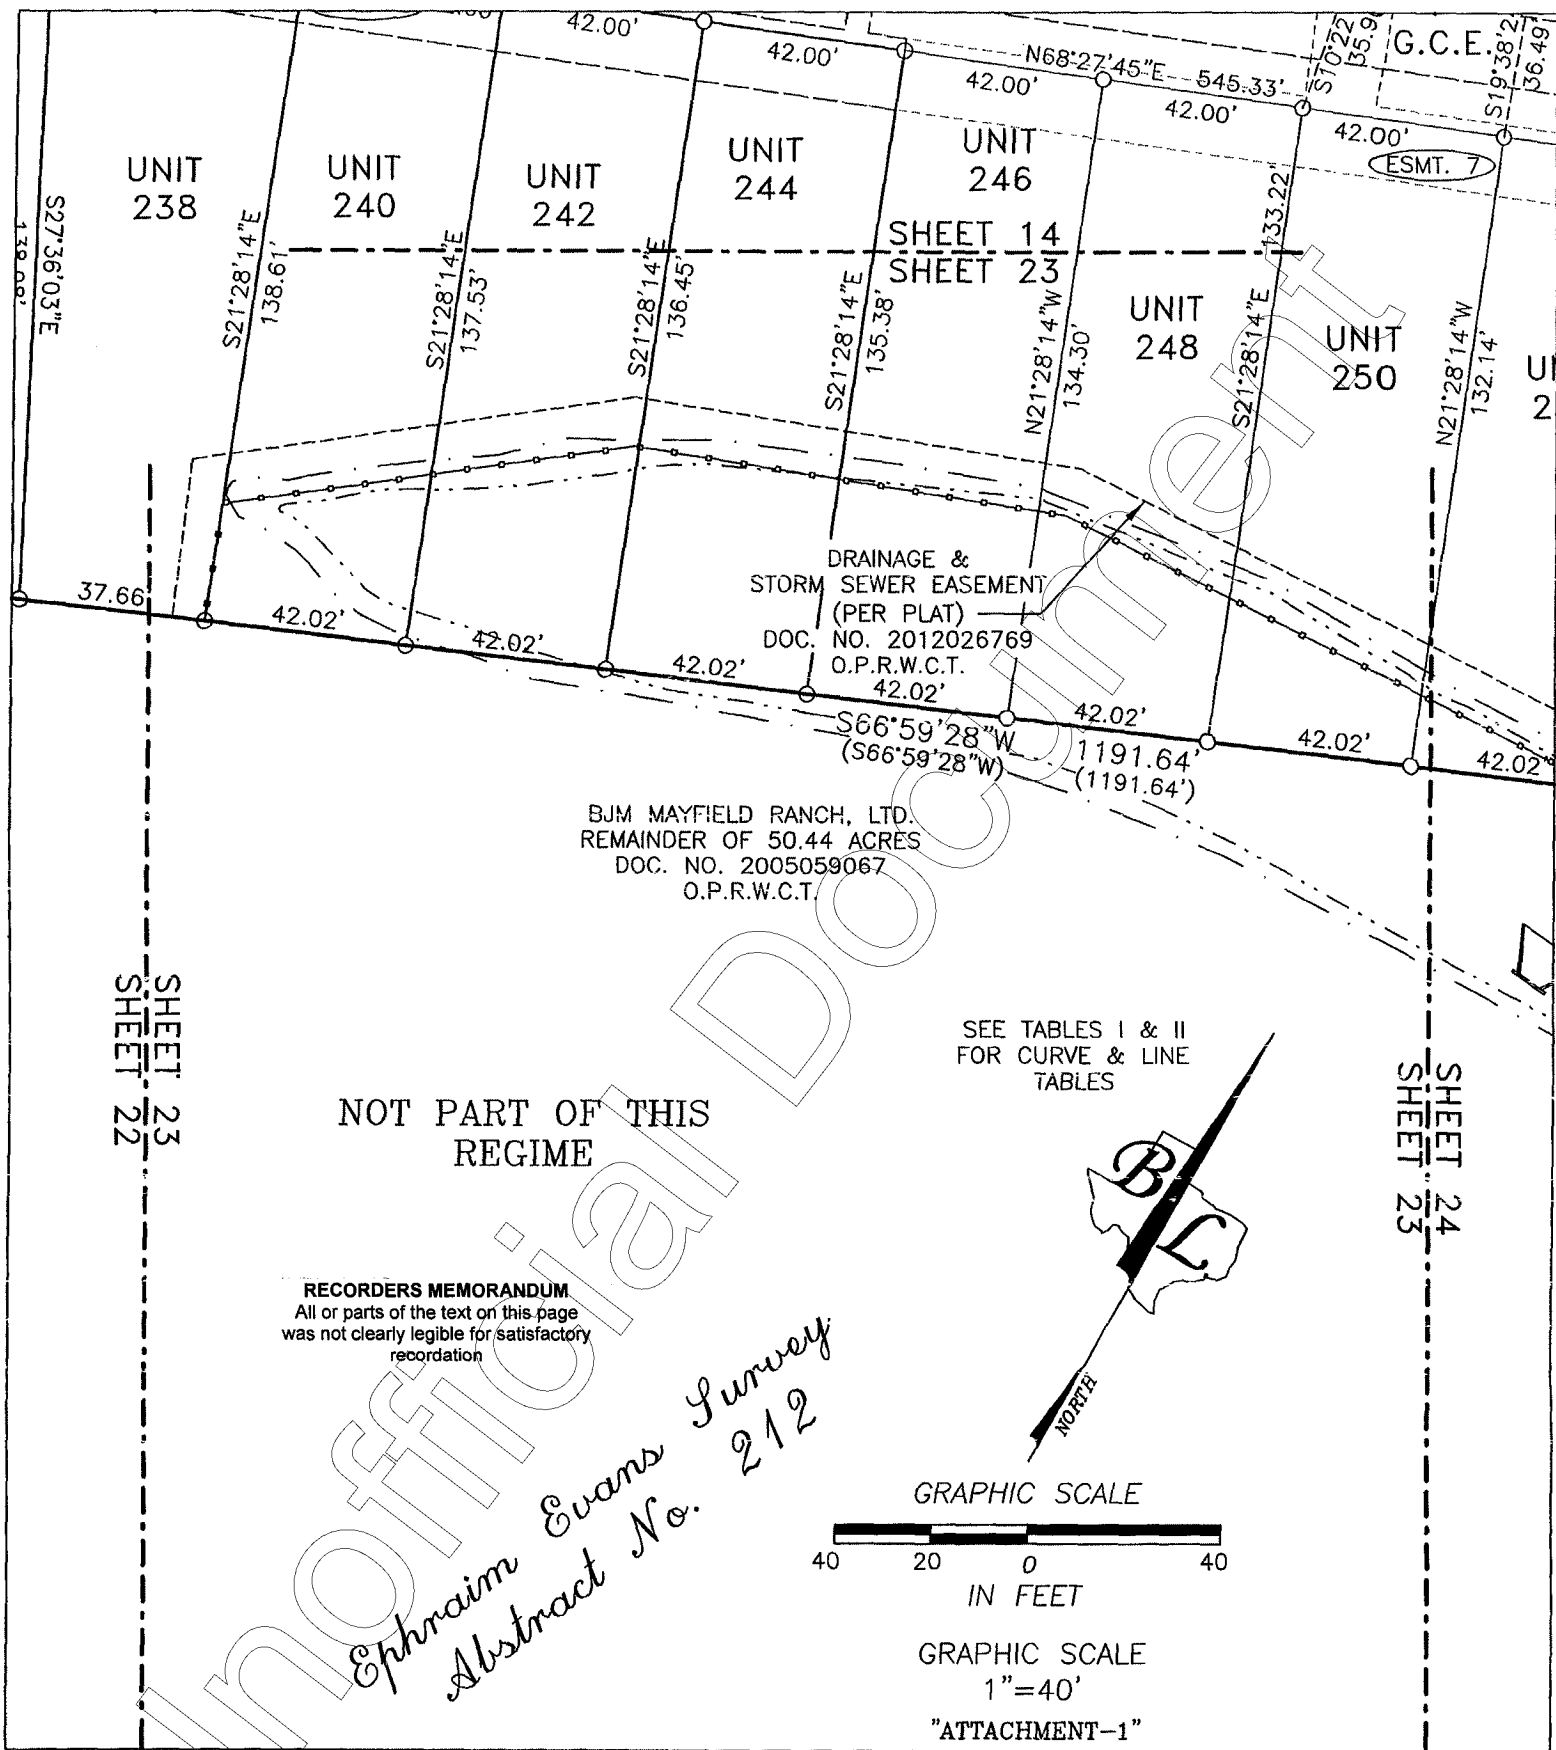 42.00'
42.00'
N68°27'45"E 545.33'
42.00'
42.00'
42.00'
G.C.E.
ESMT. 7
UNIT
238
UNIT
240
UNIT
242
UNIT
244
UNIT
246
SHEET 14
SHEET 23
UNIT
248
UNIT
250
S27°36'03"E
S21°28'14"E
138.61'
S21°28'14"E
137.53'
S21°28'14"E
136.45'
S21°28'14"E
135.38'
N21°28'14"W
134.30'
S21°28'14"E
133.22'
N21°28'14"W
132.14'
DRAINAGE &
STORM SEWER EASEMENT
(PER PLAT)
DOC. NO. 2012026769
O.P.R.W.C.T.
37.66
42.02'
42.02'
42.02'
42.02'
42.02'
42.02'
42.02'
S66°59'28"W 1191.64'
(S66°59'28"W) (1191.64')
BJM MAYFIELD RANCH, LTD.
REMAINDER OF 50.44 ACRES
DOC. NO. 2005059067
O.P.R.W.C.T.
SHEET 23
SHEET 22
SHEET 24
SHEET 23
SEE TABLES I & II
FOR CURVE & LINE
TABLES
NOT PART OF THIS
REGIME
B L
NORTH
RECORDERS MEMORANDUM
All or parts of the text on this page
was not clearly legible for satisfactory
recordation
Ephraim Evans Survey
Abstract No. 212
GRAPHIC SCALE
40 20 0 40
IN FEET
GRAPHIC SCALE
1"=40'
"ATTACHMENT-1"
Unofficial Document